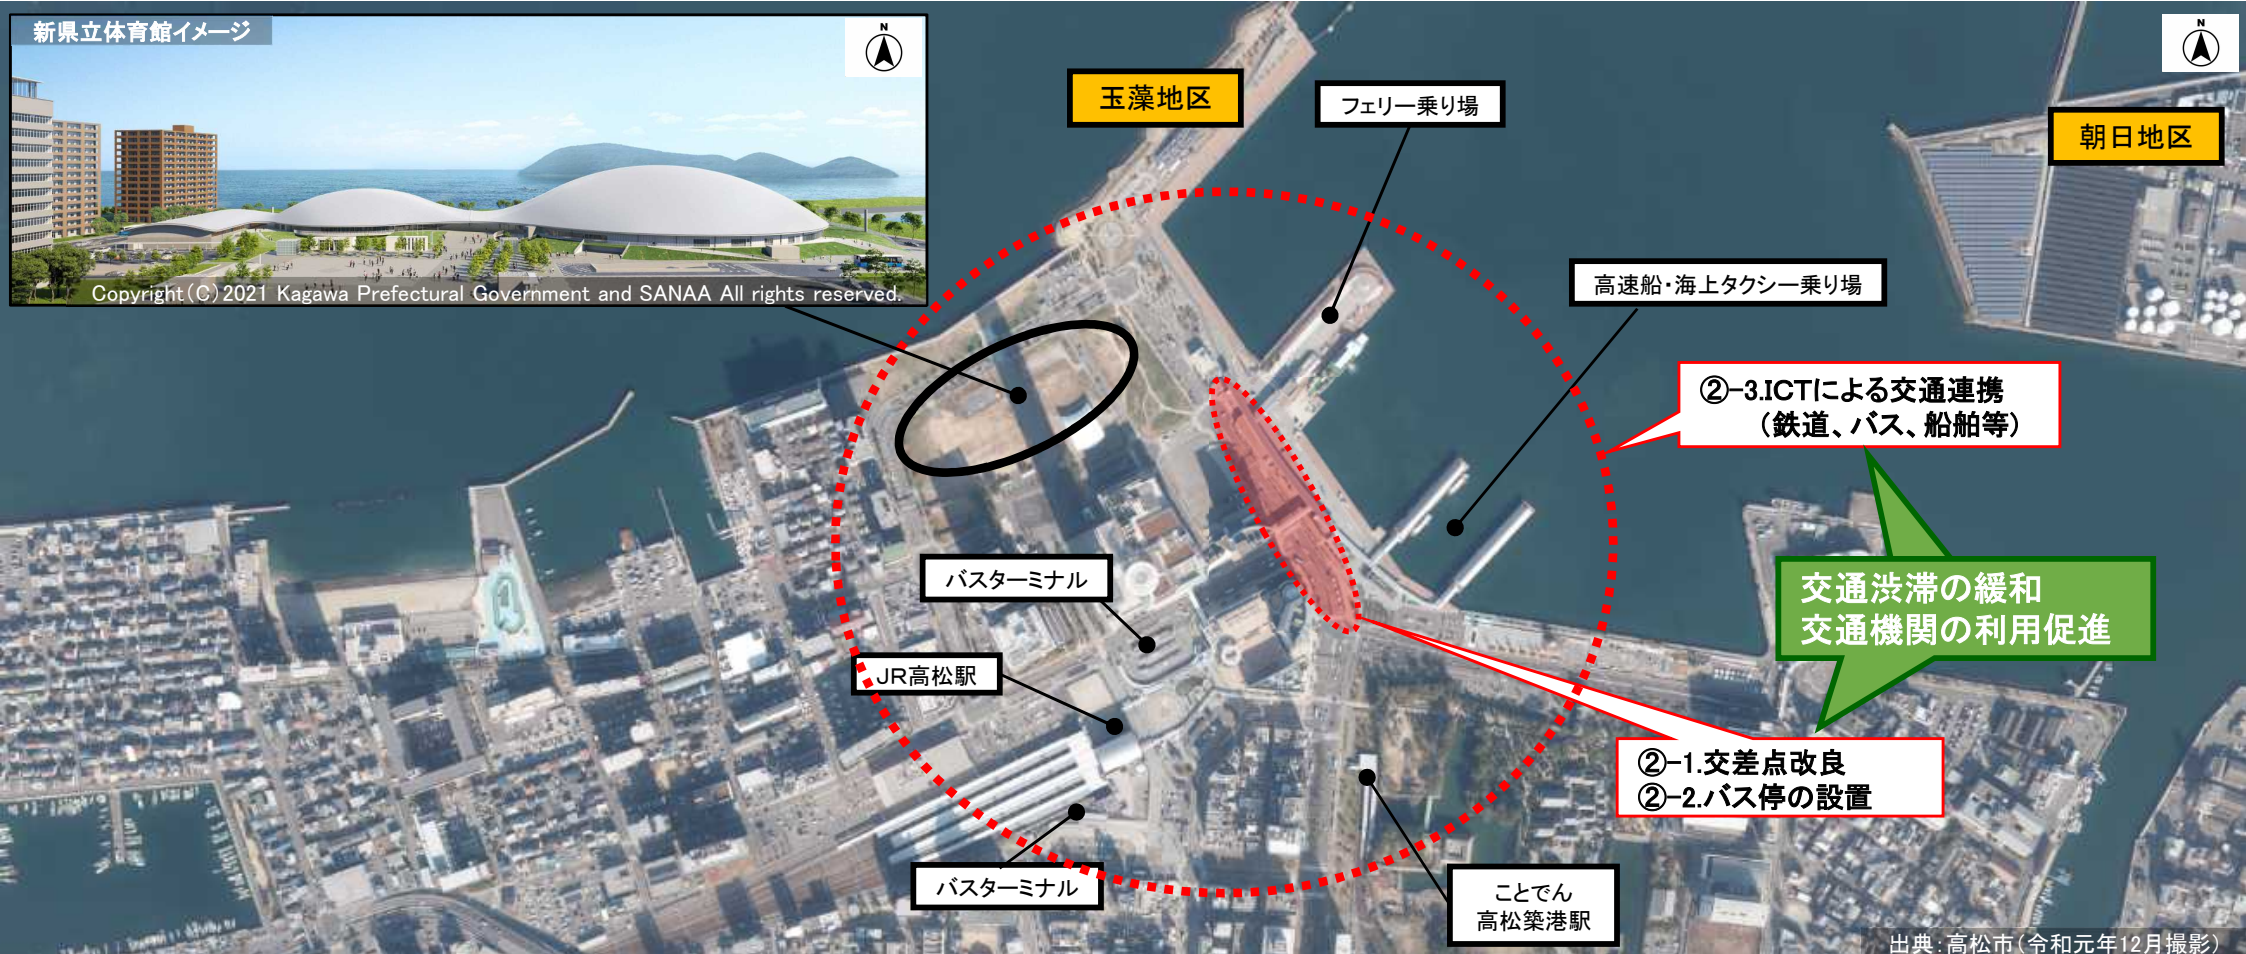 新県立体育館イメージ
N
N
玉藻地区
フェリー乗り場
朝日地区
高速船・海上タクシー乗り場
Copyright(C)2021 Kagawa Prefectural Government and SANAA All rights reserved.
②-3.ICTによる交通連携
（鉄道、バス、船舶等）
バスターミナル
交通渋滞の緩和
交通機関の利用促進
JR高松駅
②-1.交差点改良
②-2.バス停の設置
バスターミナル
ことでん
高松築港駅
出典：高松市（令和元年12月撮影）